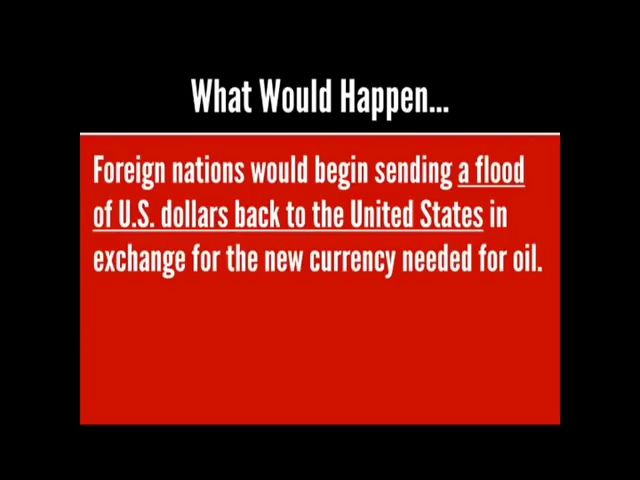 What Would Happen...
Foreign nations would begin sending a flood
of U.S. dollars back to the United States in
exchange for the new currency needed for oil.